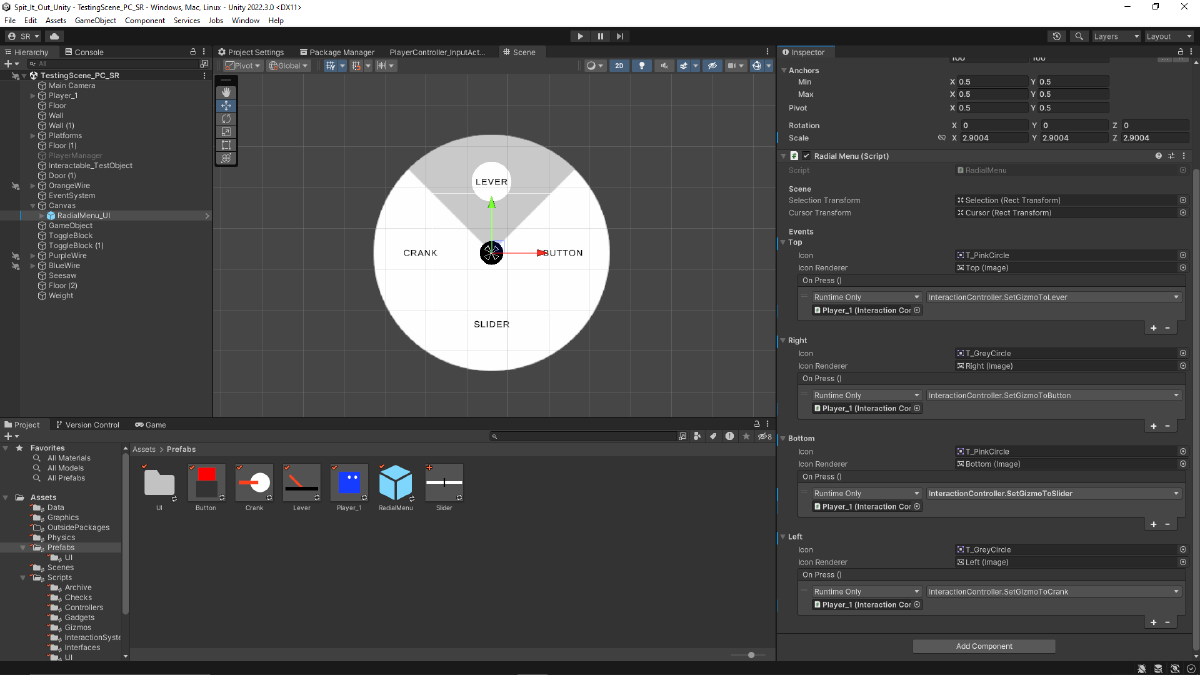 Spit_It_Out_Unity - TestingScene_PC_SR - Windows, Mac, Linux - Unity 2022.3.0 <DX11>
File Edit Assets GameObject Component Services Jobs Window Help
SR
Layers
Layout
Hierarchy
Console
All
TestingScene_PC_SR
Main Camera
Player_1
Floor
Wall
Wall (1)
Platforms
Floor (1)
PlayerManager
Interactable_TestObject
Door (1)
OrangeWire
EventSystem
Canvas
RadialMenu_UI
GameObject
ToggleBlock
ToggleBlock (1)
PurpleWire
BlueWire
Seesaw
Floor (2)
Weight
Project Settings
Package Manager
PlayerController_InputAct...
Scene
Pivot
Global
2D
LEVER
CRANK
BUTTON
SLIDER
Project
Version Control
Game
8
Favorites
All Materials
All Models
All Prefabs
Assets
Data
Graphics
OutsidePackages
Physics
Prefabs
UI
Scenes
Scripts
Archive
Checks
Controllers
Gadgets
Gizmos
InteractionSyste
Interfaces
UI
Assets > Prefabs
UI
Button
Crank
Lever
Player_1
RadialMenu
Slider
Inspector
100 100
Anchors
Min X 0.5 Y 0.5
Max X 0.5 Y 0.5
Pivot X 0.5 Y 0.5
Rotation X 0 Y 0 Z 0
Scale X 2.9004 Y 2.9004 Z 2.9004
Radial Menu (Script)
Script RadialMenu
Scene
Selection Transform Selection (Rect Transform)
Cursor Transform Cursor (Rect Transform)
Events
Top
Icon T_PinkCircle
Icon Renderer Top (Image)
On Press ()
Runtime Only InteractionController.SetGizmoToLever
Player_1 (Interaction Cor
Right
Icon T_GreyCircle
Icon Renderer Right (Image)
On Press ()
Runtime Only InteractionController.SetGizmoToButton
Player_1 (Interaction Cor
Bottom
Icon T_PinkCircle
Icon Renderer Bottom (Image)
On Press ()
Runtime Only InteractionController.SetGizmoToSlider
Player_1 (Interaction Cor
Left
Icon T_GreyCircle
Icon Renderer Left (Image)
On Press ()
Runtime Only InteractionController.SetGizmoToCrank
Player_1 (Interaction Cor
Add Component